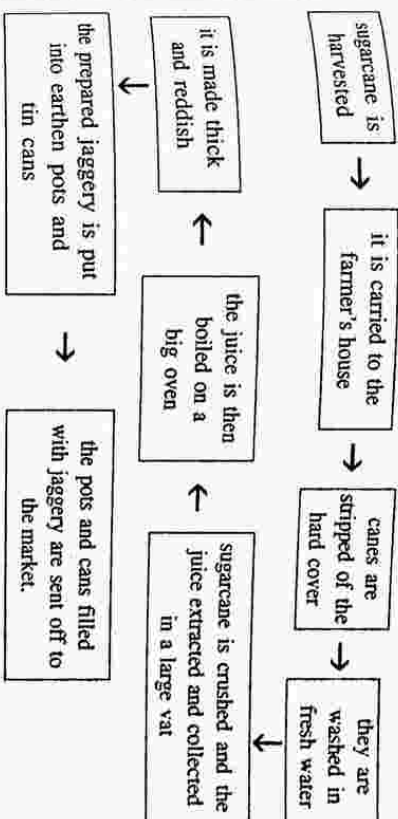 sugarcane is
harvested
it is carried to the
farmer's house
canes are
stripped of the
hard cover
they are
washed in
fresh water
sugarcane is crushed and the
juice extracted and collected
in a large vat
the juice is then
boiled on a
big oven
it is made thick
and reddish
the prepared jaggery is put
into earthen pots and
tin cans
the pots and cans filled
with jaggery are sent off to
the market.